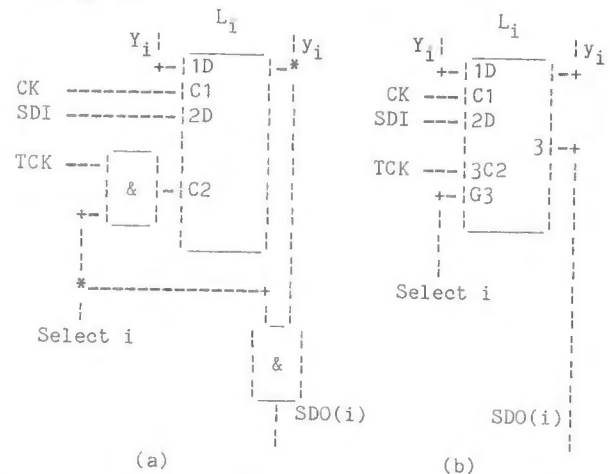 L_i L_i
Y_i y_i Y_i y_i
1D 1D
CK C1 CK C1
SDI 2D SDI 2D
3
TCK TCK 3C2
& C2 G3
Select i
Select i
&
SDO(i) SDO(i)
(a) (b)